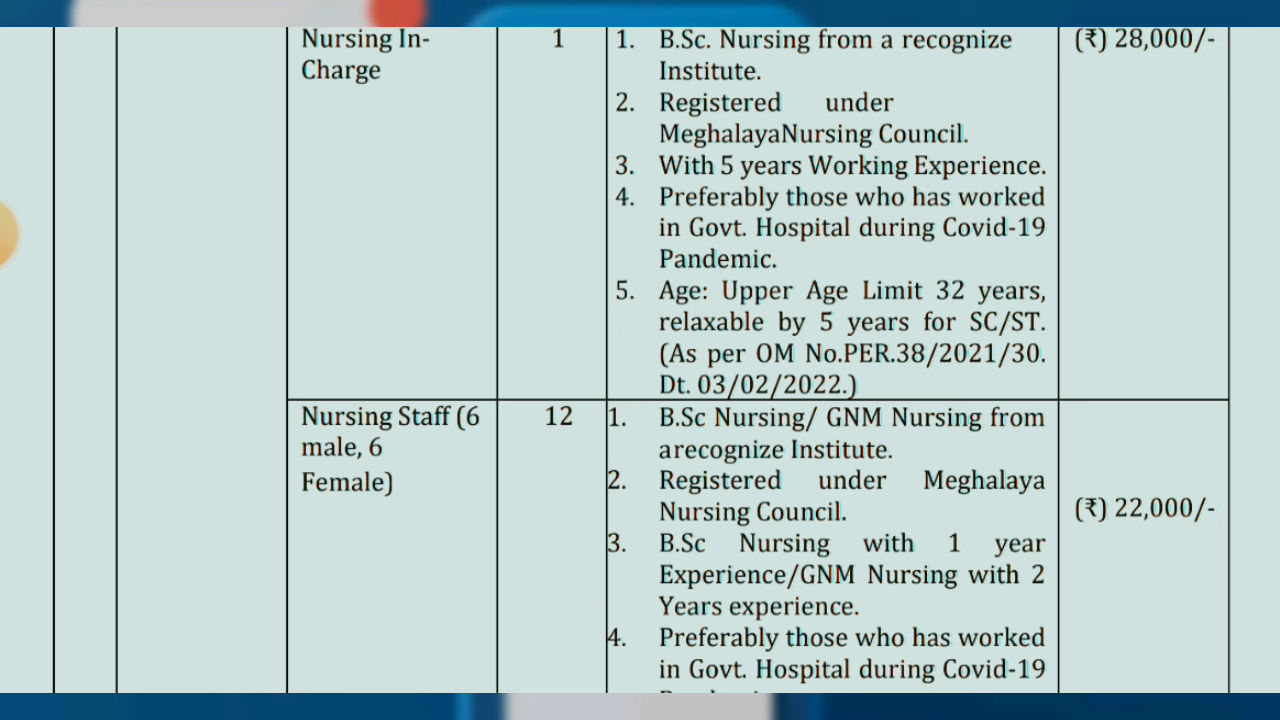 Nursing In-
Charge
1
1. B.Sc. Nursing from a recognize
Institute.
2. Registered under
MeghalayaNursing Council.
3. With 5 years Working Experience.
4. Preferably those who has worked
in Govt. Hospital during Covid-19
Pandemic.
5. Age: Upper Age Limit 32 years,
relaxable by 5 years for SC/ST.
(As per OM No.PER.38/2021/30.
Dt. 03/02/2022.)
(₹) 28,000/-
Nursing Staff (6
male, 6
Female)
12
1. B.Sc Nursing/ GNM Nursing from
arecognize Institute.
2. Registered under Meghalaya
Nursing Council.
3. B.Sc Nursing with 1 year
Experience/GNM Nursing with 2
Years experience.
4. Preferably those who has worked
in Govt. Hospital during Covid-19
(₹) 22,000/-